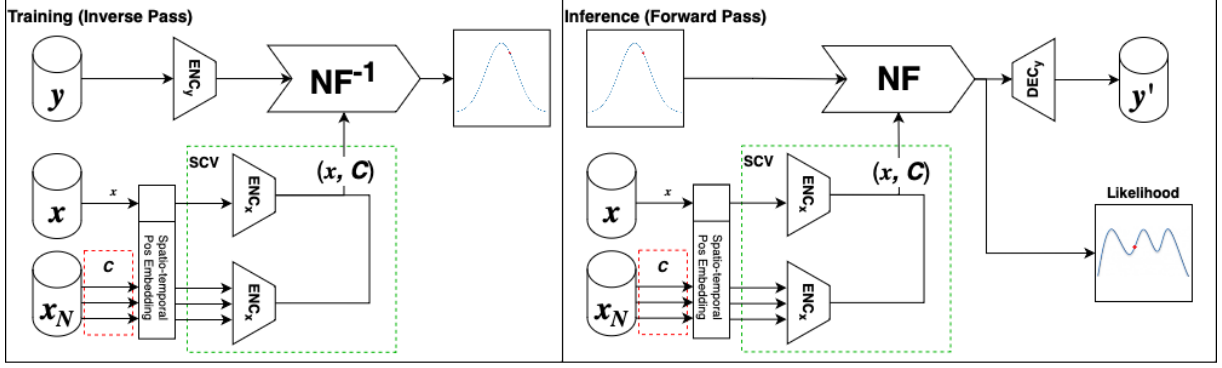 Training (Inverse Pass)
y
ENCy
NF-1
x
x
SCV
ENCx
(x, C)
C
xN
Spatio-temporal
Pos Embedding
ENCx
Inference (Forward Pass)
NF
DECy
y'
x
x
SCV
ENCx
(x, C)
C
xN
Spatio-temporal
Pos Embedding
ENCx
Likelihood